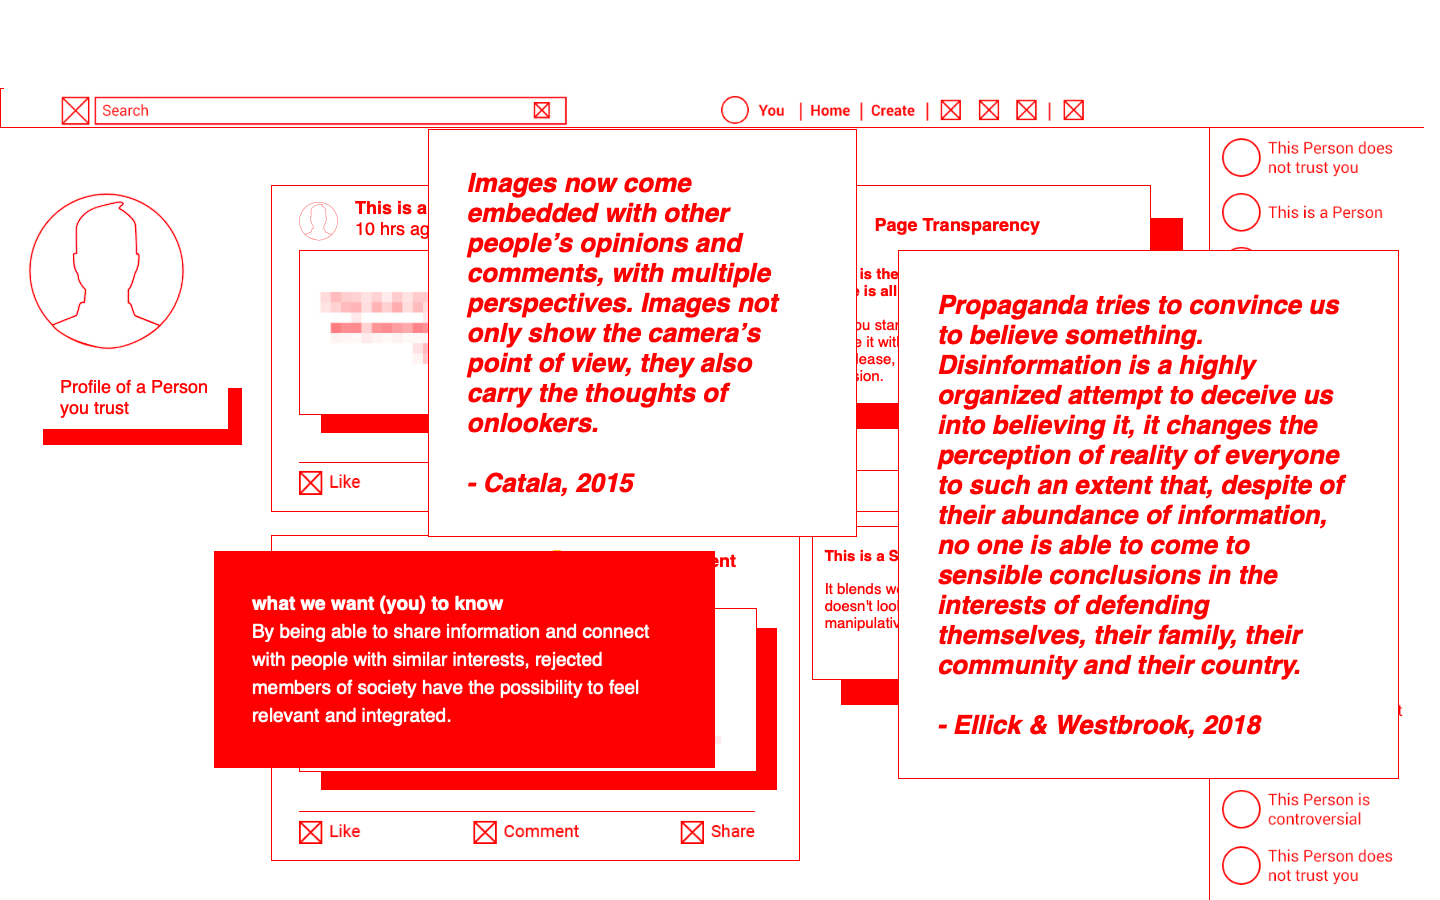 Search
You | Home | Create | |
This Person does
not trust you
This is a Person
Profile of a Person
you trust
This is a
10 hrs ag
Like
Images now come
embedded with other
people’s opinions and
comments, with multiple
perspectives. Images not
only show the camera’s
point of view, they also
carry the thoughts of
onlookers.
- Catala, 2015
Page Transparency
is the
is all
star
it with
lease,
sion.
Propaganda tries to convince us
to believe something.
Disinformation is a highly
organized attempt to deceive us
into believing it, it changes the
perception of reality of everyone
to such an extent that, despite of
their abundance of information,
no one is able to come to
sensible conclusions in the
interests of defending
themselves, their family, their
community and their country.
- Ellick & Westbrook, 2018
This is a S
It blends
doesn't look
manipulativ
ent
what we want (you) to know
By being able to share information and connect
with people with similar interests, rejected
members of society have the possibility to feel
relevant and integrated.
Like Comment Share
t
This Person is
controversial
This Person does
not trust you